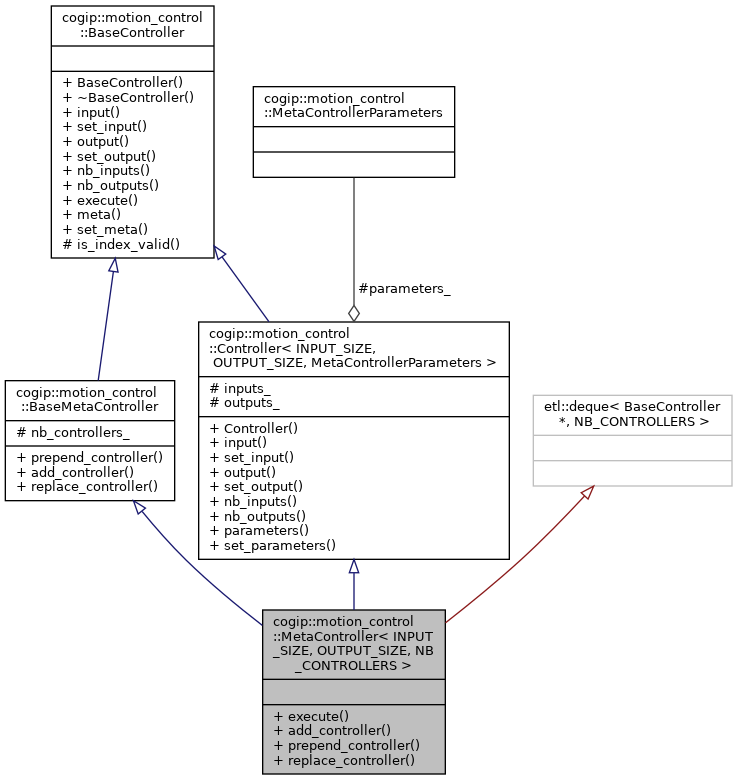 cogip::motion_control
::BaseController
+ BaseController()
+ ~BaseController()
+ input()
+ set_input()
+ output()
+ set_output()
+ nb_inputs()
+ nb_outputs()
+ execute()
+ meta()
+ set_meta()
# is_index_valid()
cogip::motion_control
::MetaControllerParameters
#parameters_
cogip::motion_control
::Controller< INPUT_SIZE,
OUTPUT_SIZE, MetaControllerParameters >
# inputs_
# outputs_
+ Controller()
+ input()
+ set_input()
+ output()
+ set_output()
+ nb_inputs()
+ nb_outputs()
+ parameters()
+ set_parameters()
cogip::motion_control
::BaseMetaController
# nb_controllers_
+ prepend_controller()
+ add_controller()
+ replace_controller()
etl::deque< BaseController
*, NB_CONTROLLERS >
cogip::motion_control
::MetaController< INPUT
_SIZE, OUTPUT_SIZE, NB
_CONTROLLERS >
+ execute()
+ add_controller()
+ prepend_controller()
+ replace_controller()